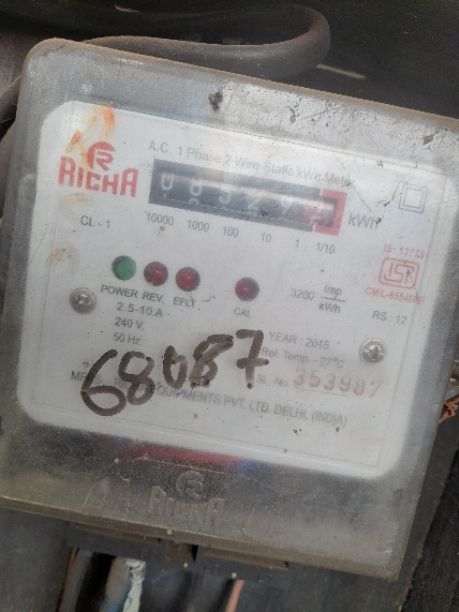 A.C. 1 Phase 2-Wire Static kWh Meter
R
RICHA
kWh
CL - 1
10000 1000 100 10 1 1/10
IS - 13779
ISI
POWER REV. EFLT CAL
3200 Imp/kWh
RS : 12
2.5-10 A
240 V
50 Hz
YEAR : 2015
Ref. Temp. - 27°C
68087
SL. No. 353987
EQUIPMENTS PVT. LTD. DELHI, (INDIA)
R
RICHA